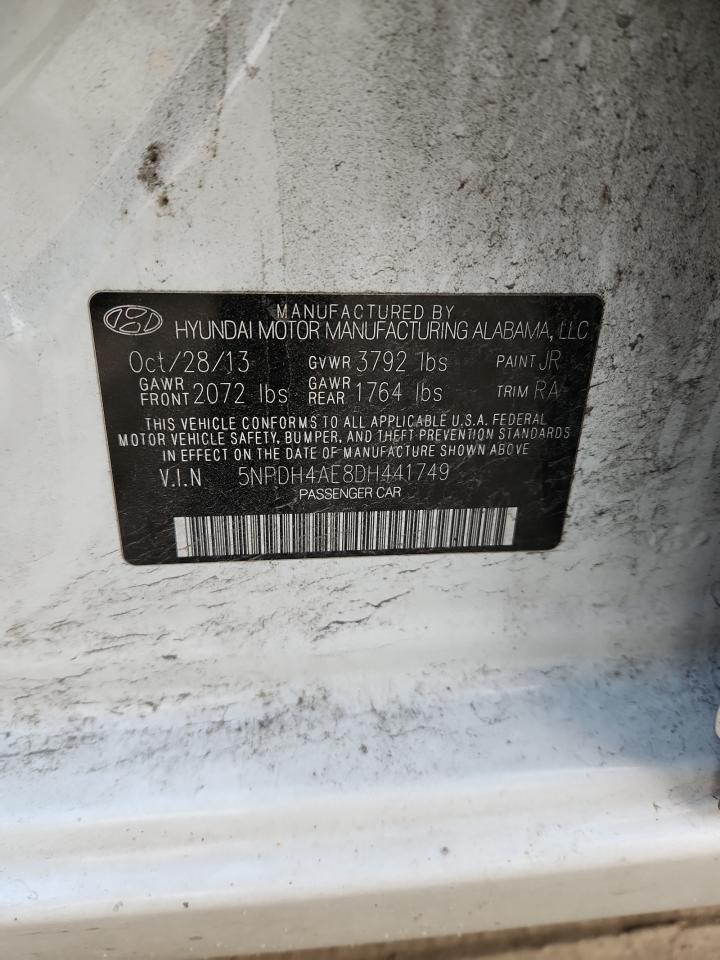 MANUFACTURED BY
HYUNDAI MOTOR MANUFACTURING ALABAMA, LLC
Oct/28/13 GVWR 3792 lbs PAINT JR
GAWR FRONT 2072 lbs GAWR REAR 1764 lbs TRIM RA
THIS VEHICLE CONFORMS TO ALL APPLICABLE U.S.A. FEDERAL
MOTOR VEHICLE SAFETY, BUMPER, AND THEFT PREVENTION STANDARDS
IN EFFECT ON THE DATE OF MANUFACTURE SHOWN ABOVE
V.I.N 5NPDH4AE8DH441749
PASSENGER CAR